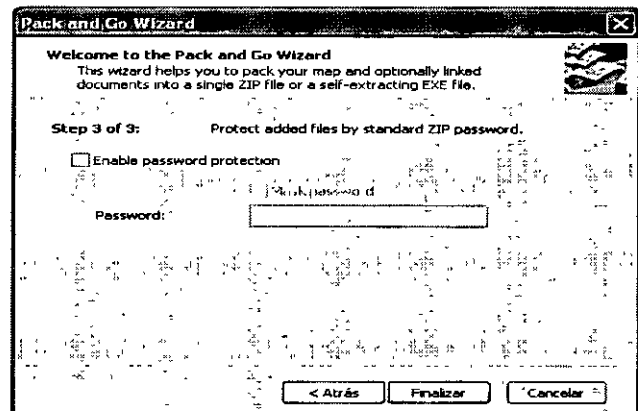 Pack and Go Wizard
Welcome to the Pack and Go Wizard
This wizard helps you to pack your map and optionally linked
documents into a single ZIP file or a self-extracting EXE file.
Step 3 of 3: Protect added files by standard ZIP password.
Enable password protection
Mask password
Password:
< Atrás Finalizar Cancelar